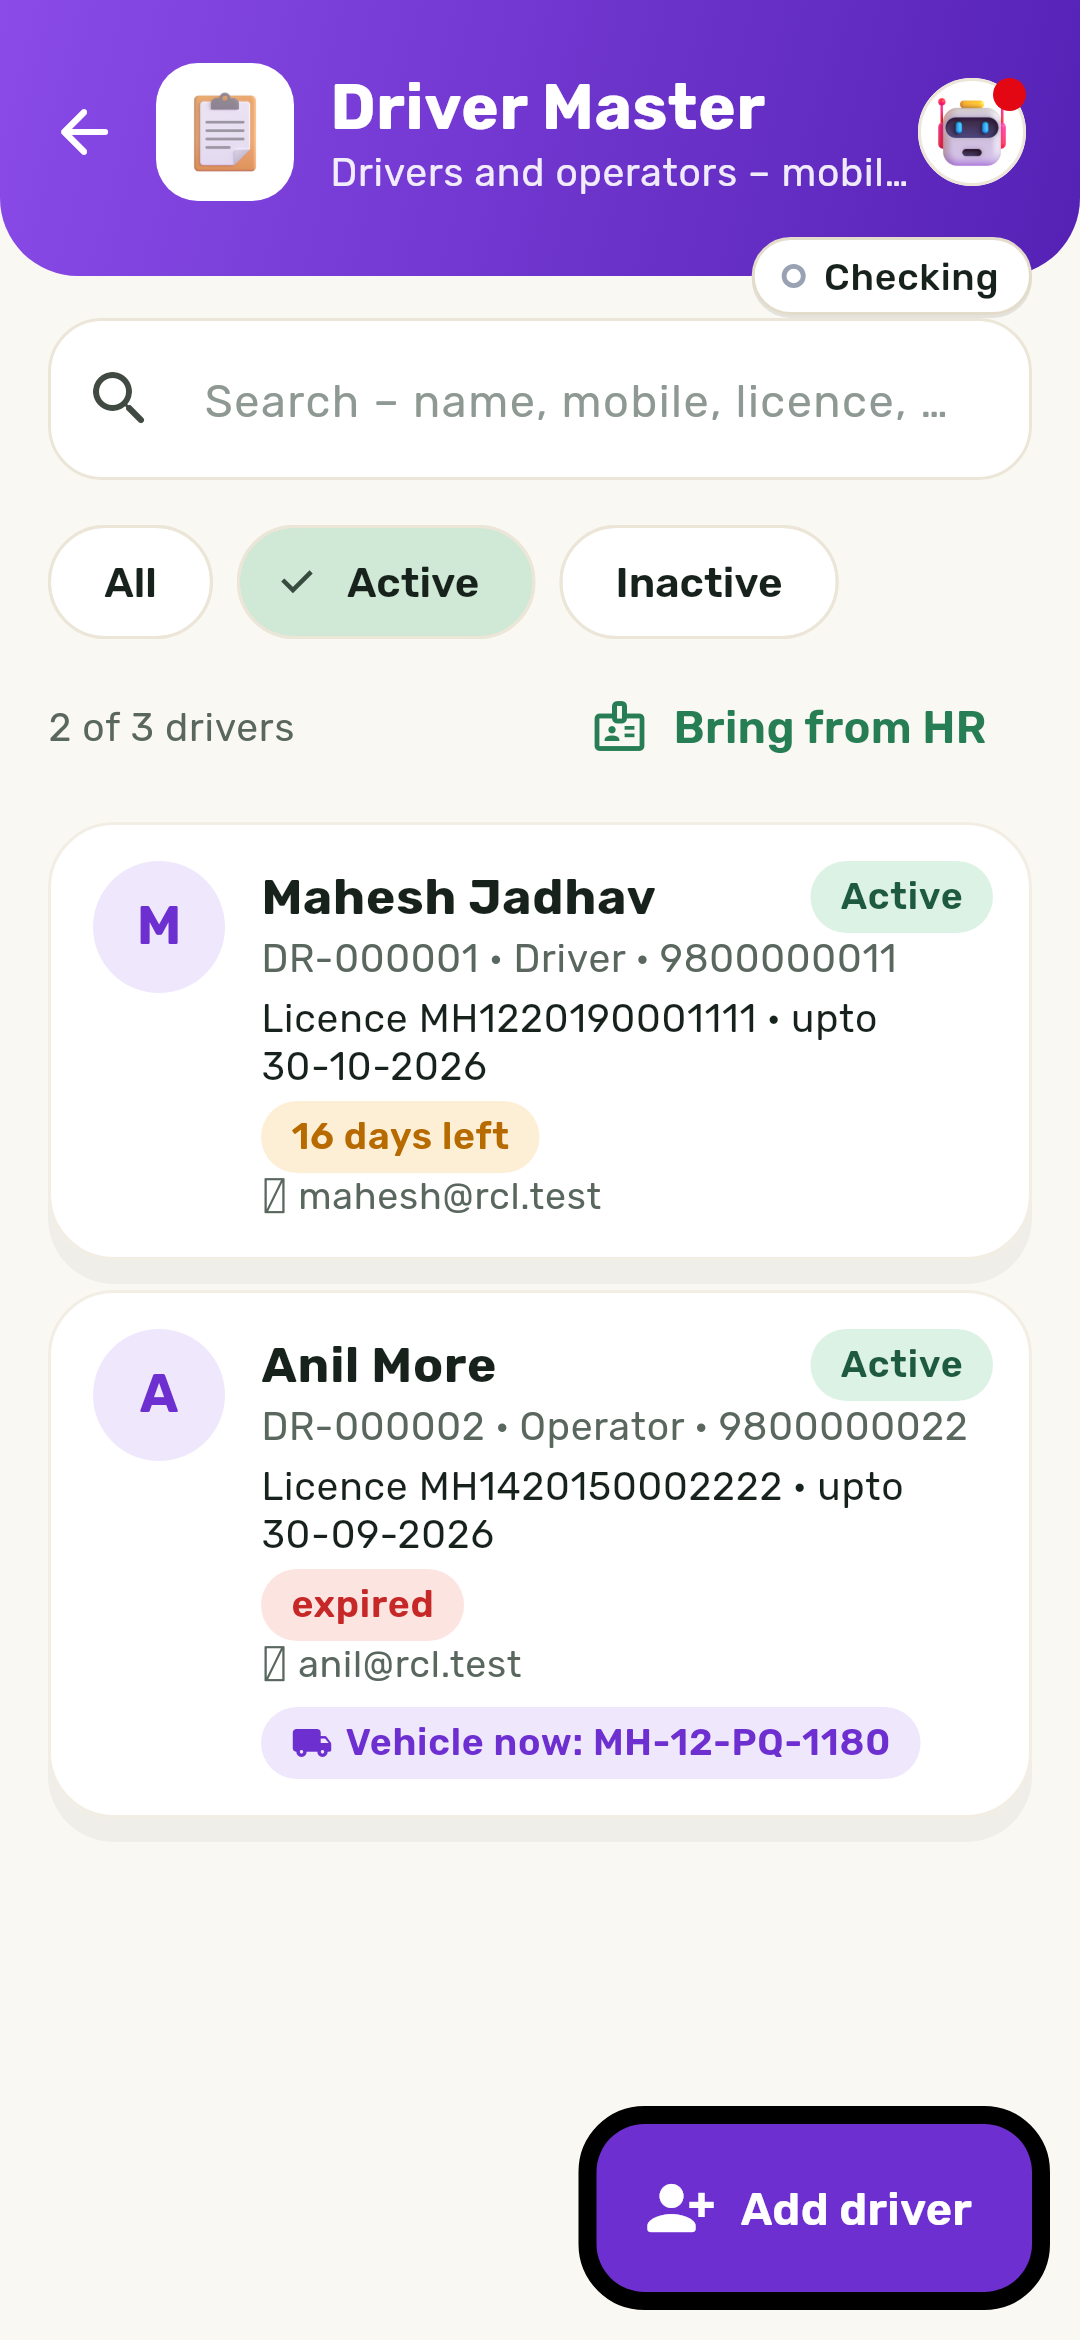 Driver Master
Drivers and operators – mobil…
Checking
Search – name, mobile, licence, …
All
Active
Inactive
2 of 3 drivers
Bring from HR
M
Mahesh Jadhav
Active
DR-000001 • Driver • 9800000011
Licence MH1220190001111 • upto
30-10-2026
16 days left
mahesh@rcl.test
A
Anil More
Active
DR-000002 • Operator • 9800000022
Licence MH1420150002222 • upto
30-09-2026
expired
anil@rcl.test
Vehicle now: MH-12-PQ-1180
Add driver